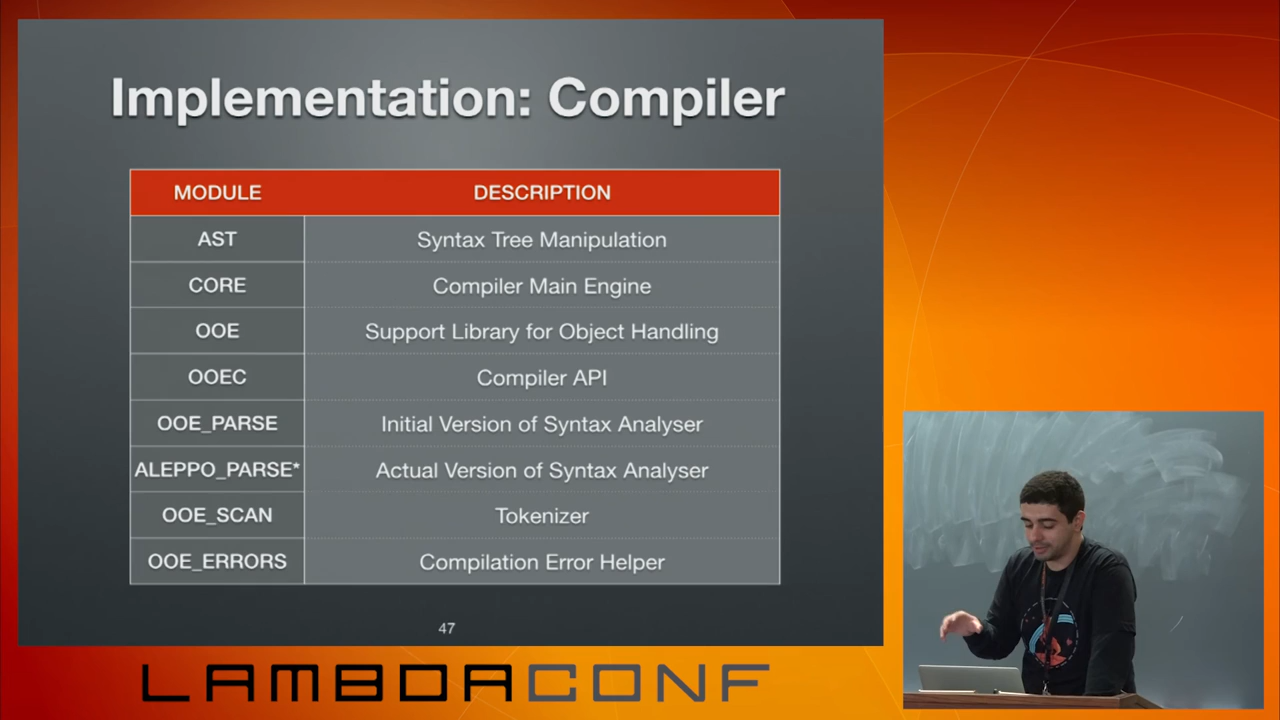 Implementation: Compiler
MODULE DESCRIPTION
AST Syntax Tree Manipulation
CORE Compiler Main Engine
OOE Support Library for Object Handling
OOEC Compiler API
OOE_PARSE Initial Version of Syntax Analyser
ALEPPO_PARSE* Actual Version of Syntax Analyser
OOE_SCAN Tokenizer
OOE_ERRORS Compilation Error Helper
47
LAMBDACONF